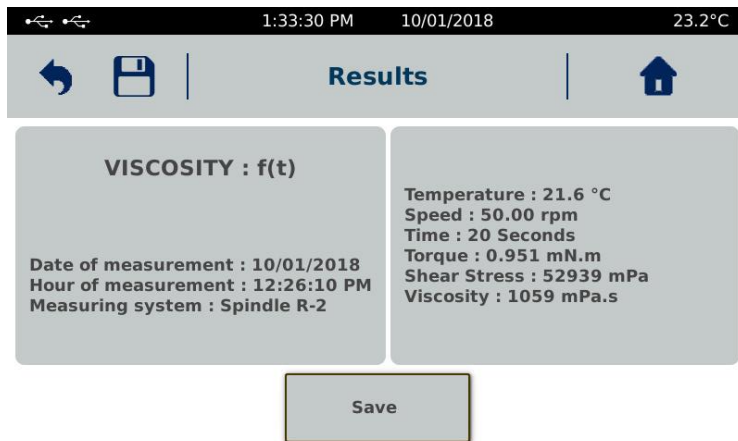 1:33:30 PM 10/01/2018 23.2°C
Results
VISCOSITY : f(t)
Date of measurement : 10/01/2018
Hour of measurement : 12:26:10 PM
Measuring system : Spindle R-2
Temperature : 21.6 °C
Speed : 50.00 rpm
Time : 20 Seconds
Torque : 0.951 mN.m
Shear Stress : 52939 mPa
Viscosity : 1059 mPa.s
Save